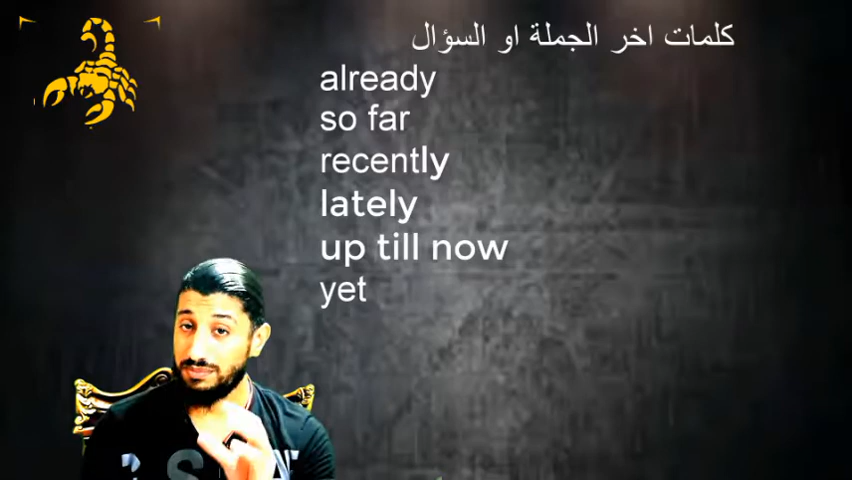 كلمات اخر الجملة او السؤال
already
so far
recently
lately
up till now
yet